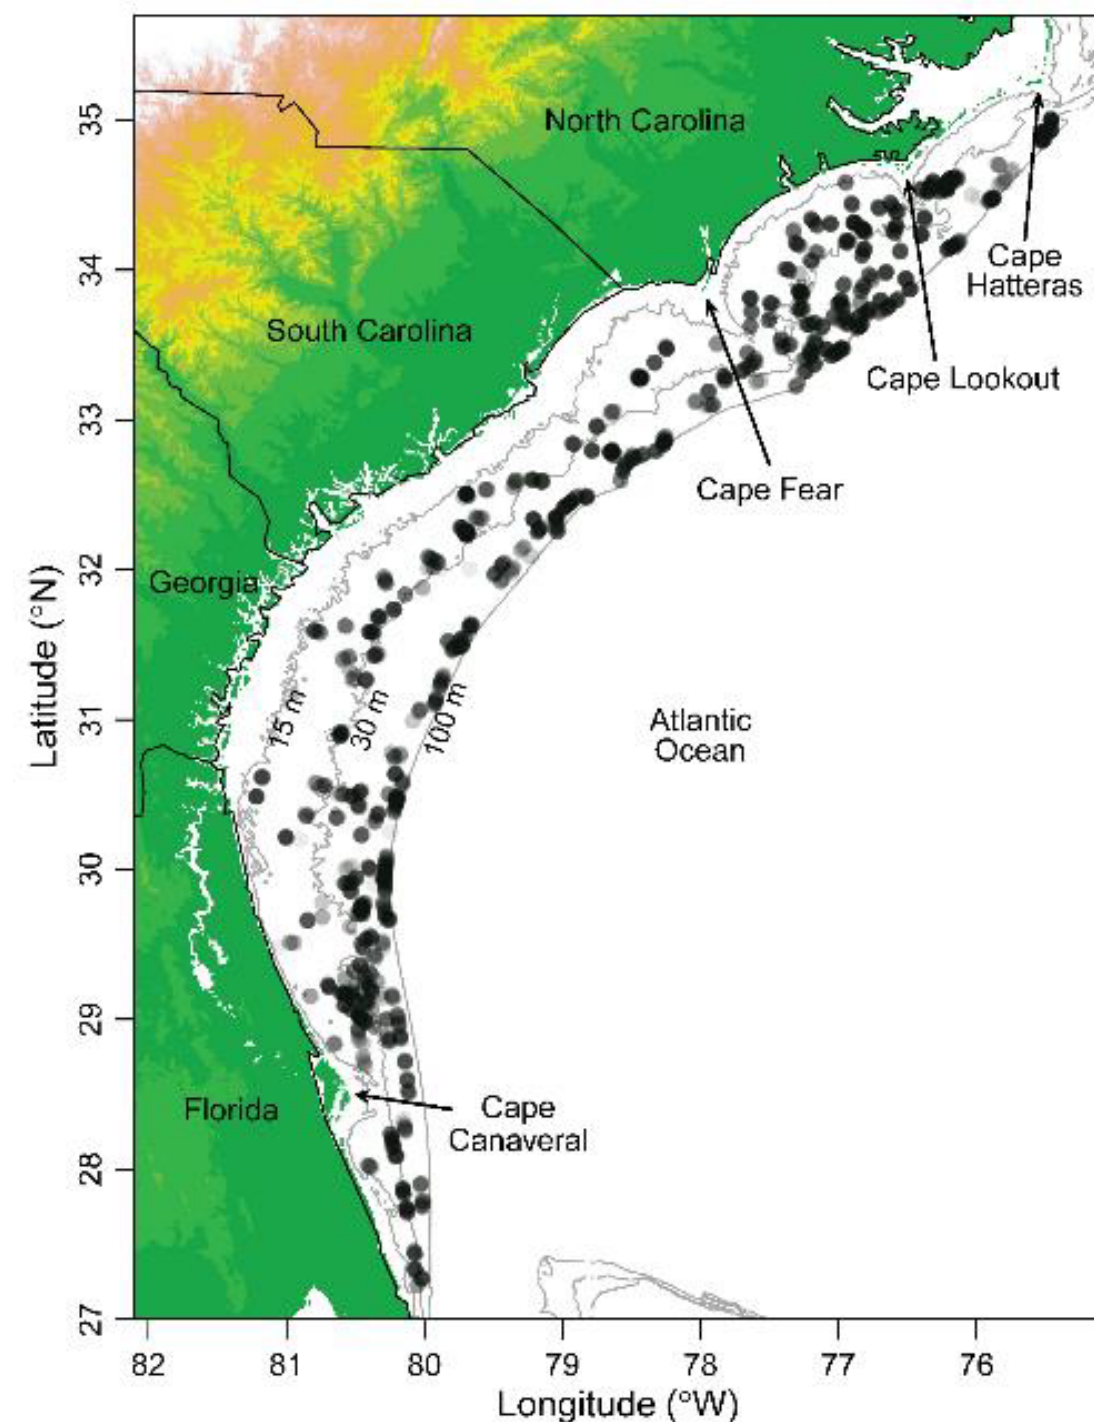 North Carolina
South Carolina
Cape
Hatteras
Cape Lookout
Cape Fear
Georgia
15 m
30 m
100 m
Atlantic
Ocean
Florida
Cape
Canaveral
35
34
33
32
31
30
29
28
27
Latitude (°N)
82
81
80
79
78
77
76
Longitude (°W)